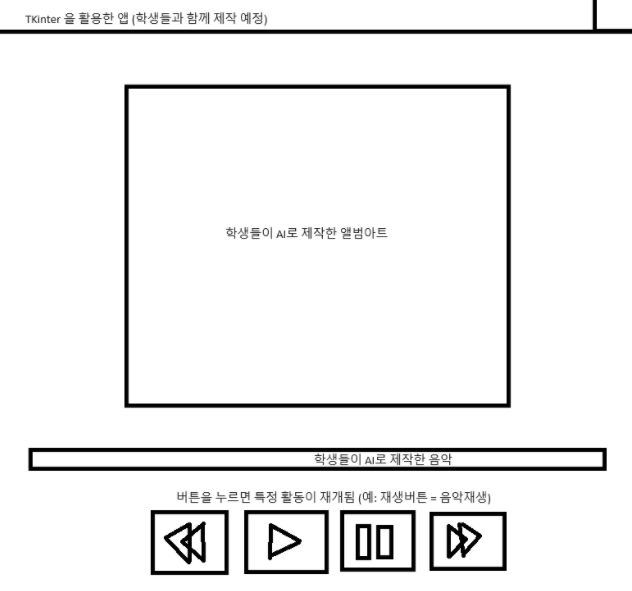 TKinter 을 활용한 앱 (학생들과 함께 제작 예정)
학생들이 AI로 제작한 앨범아트
학생들이 AI로 제작한 음악
버튼을 누르면 특정 활동이 재개됨 (예: 재생버튼 = 음악재생)